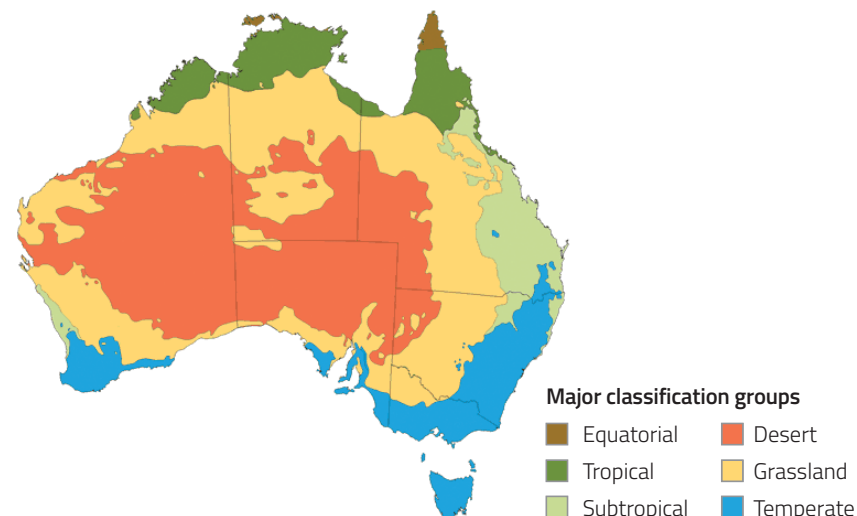 Major classification groups
Equatorial
Desert
Tropical
Grassland
Subtropical
Temperate